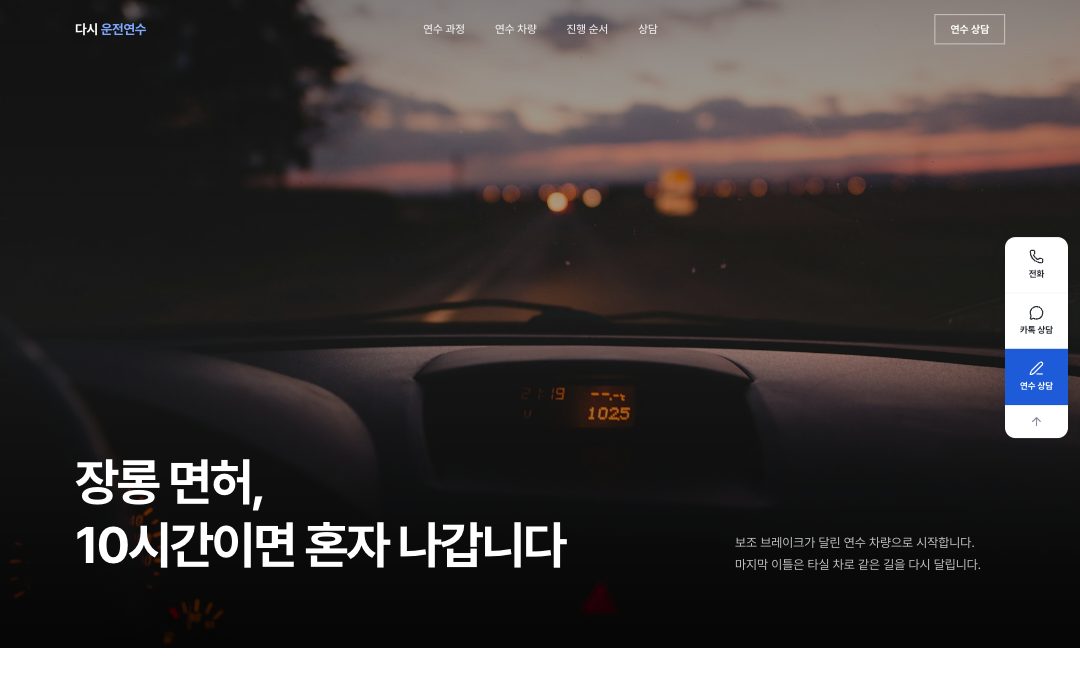 다시 운전연수
연수 과정
연수 차량
진행 순서
상담
연수 상담
전화
카톡 상담
연수 상담
21:19
--.-℃
1025
장롱 면허,
10시간이면 혼자 나갑니다
보조 브레이크가 달린 연수 차량으로 시작합니다.
마지막 이틀은 타실 차로 같은 길을 다시 달립니다.